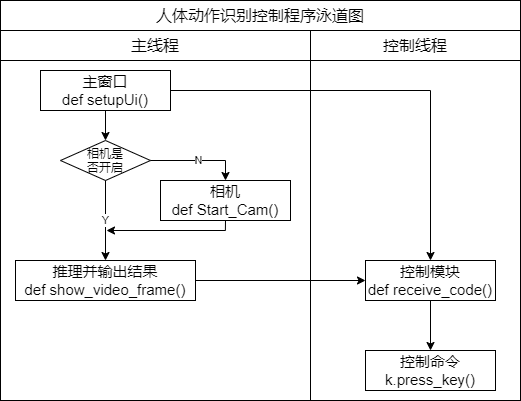 人体动作识别控制程序泳道图
主线程
控制线程
主窗口
def setupUi()
相机是
否开启
N
相机
def Start_Cam()
Y
推理并输出结果
def show_video_frame()
控制模块
def receive_code()
控制命令
k.press_key()